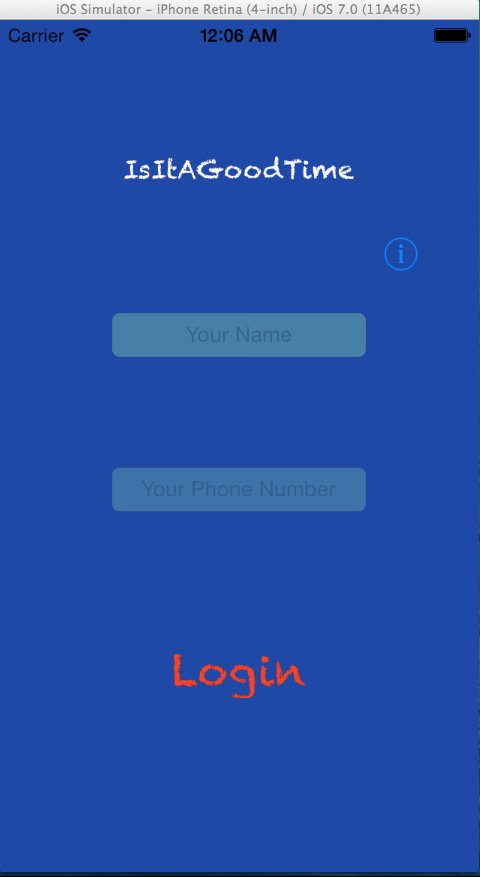 iOS Simulator - iPhone Retina (4-inch) / iOS 7.0 (11A465)
Carrier 12:06 AM
IsItAGoodTime
i
Your Name
Your Phone Number
Login